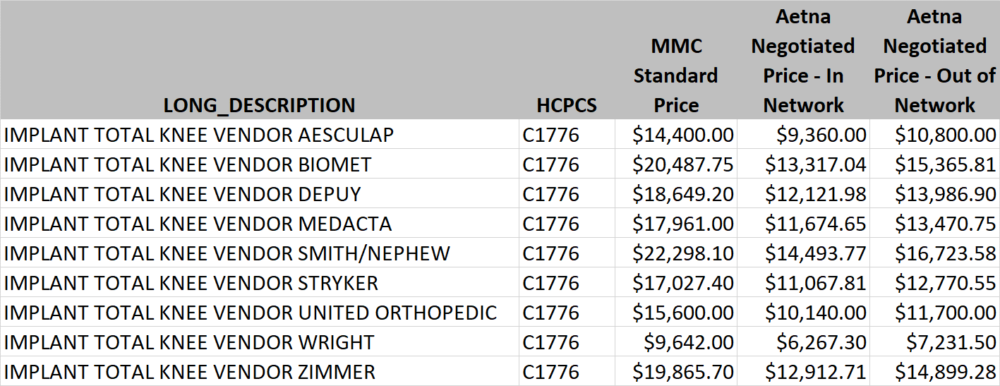 LONG_DESCRIPTION HCPCS MMC Standard Price Aetna Negotiated Price - In Network Aetna Negotiated Price - Out of Network
IMPLANT TOTAL KNEE VENDOR AESCULAP C1776 $14,400.00 $9,360.00 $10,800.00
IMPLANT TOTAL KNEE VENDOR BIOMET C1776 $20,487.75 $13,317.04 $15,365.81
IMPLANT TOTAL KNEE VENDOR DEPUY C1776 $18,649.20 $12,121.98 $13,986.90
IMPLANT TOTAL KNEE VENDOR MEDACTA C1776 $17,961.00 $11,674.65 $13,470.75
IMPLANT TOTAL KNEE VENDOR SMITH/NEPHEW C1776 $22,298.10 $14,493.77 $16,723.58
IMPLANT TOTAL KNEE VENDOR STRYKER C1776 $17,027.40 $11,067.81 $12,770.55
IMPLANT TOTAL KNEE VENDOR UNITED ORTHOPEDIC C1776 $15,600.00 $10,140.00 $11,700.00
IMPLANT TOTAL KNEE VENDOR WRIGHT C1776 $9,642.00 $6,267.30 $7,231.50
IMPLANT TOTAL KNEE VENDOR ZIMMER C1776 $19,865.70 $12,912.71 $14,899.28